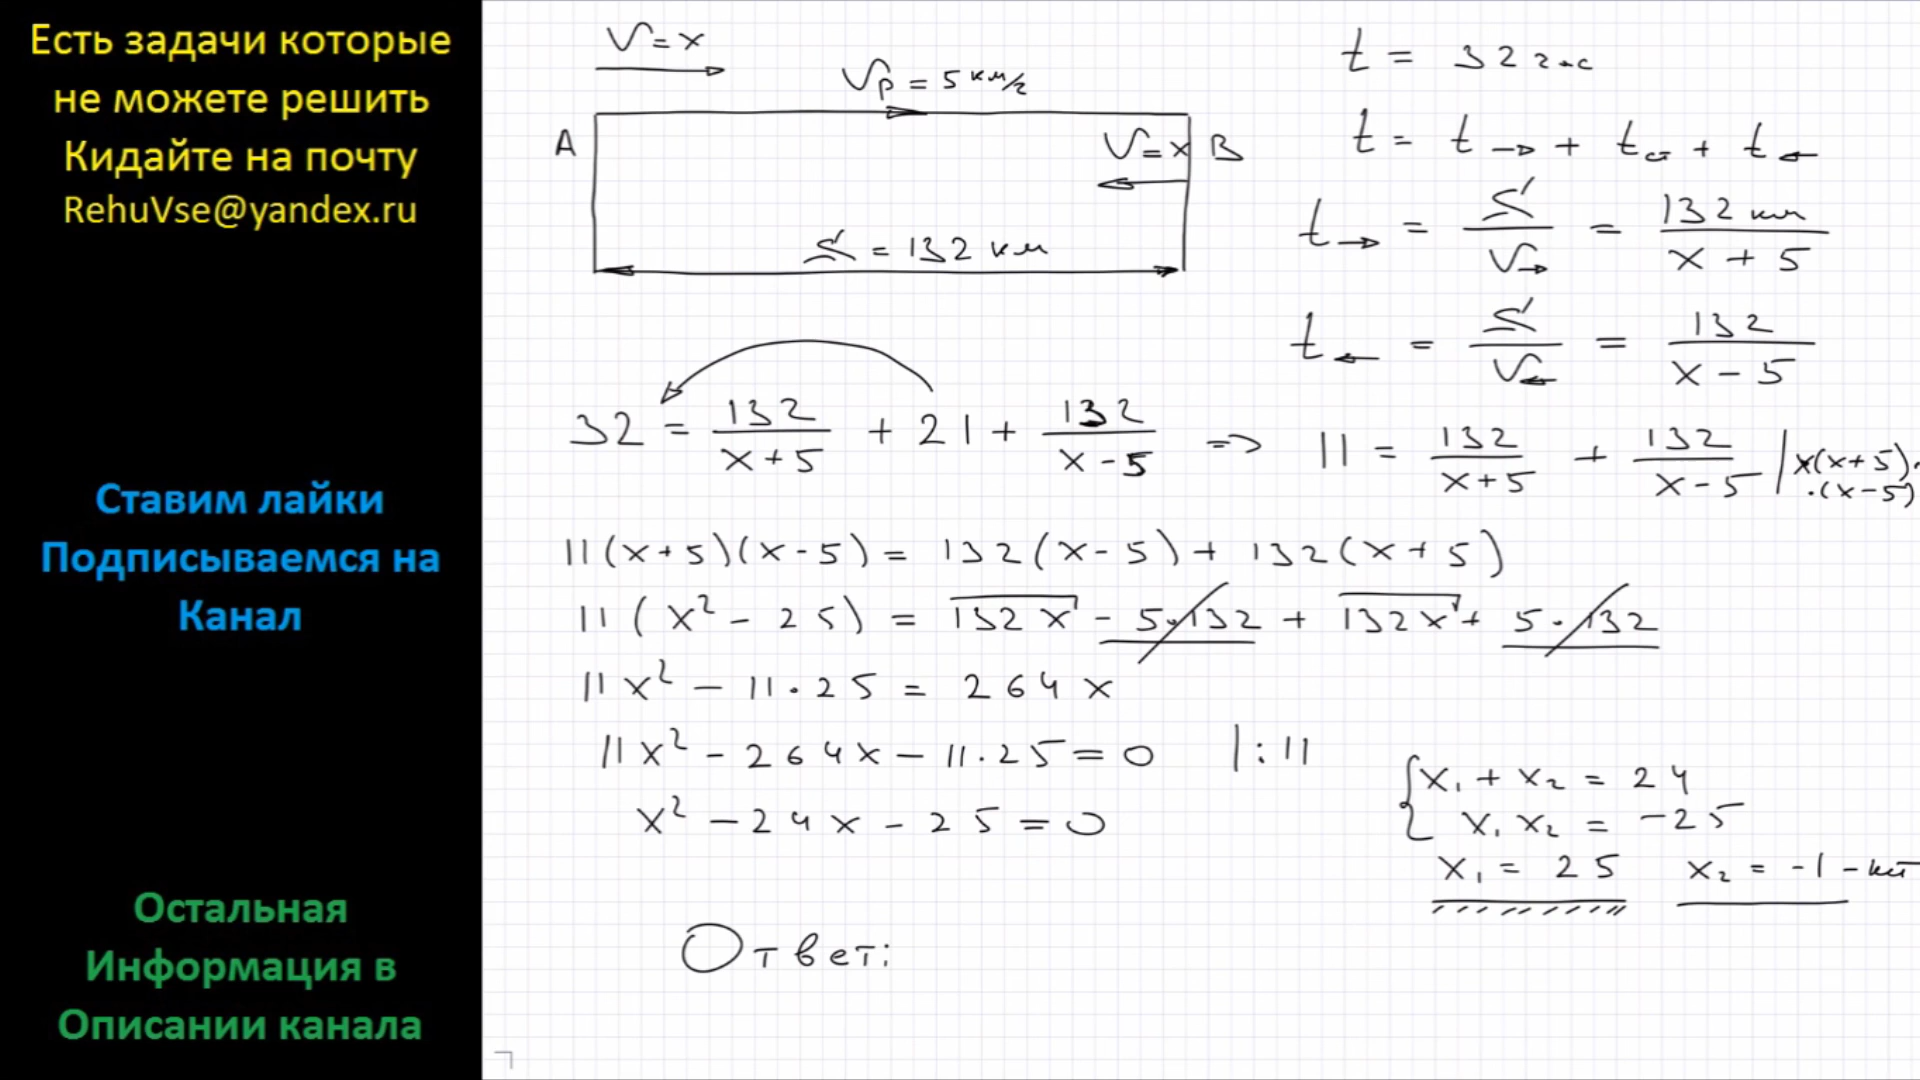 Есть задачи которые
не можете решить
Кидайте на почту
RehuVse@yandex.ru
Ставим лайки
Подписываемся на
Канал
Остальная
Информация в
Описании канала
V = x
Vр = 5 км/г
A
V = x B
S = 132 км
t = 32 час
t = t→ + tст + t←
t→ = S/V→ = 132 км/(x + 5)
t← = S/V← = 132/(x - 5)
32 = 132/(x+5) + 21 + 132/(x-5) => 11 = 132/(x+5) + 132/(x-5) | x(x+5)·
·(x-5)
11(x+5)(x-5) = 132(x-5) + 132(x+5)
11(x² - 25) = 132x - 5·132 + 132x + 5·132
11x² - 11·25 = 264x
11x² - 264x - 11·25 = 0 |:11
x² - 24x - 25 = 0
{x₁ + x₂ = 24
x₁x₂ = -25
x₁ = 25 x₂ = -1
Ответ: